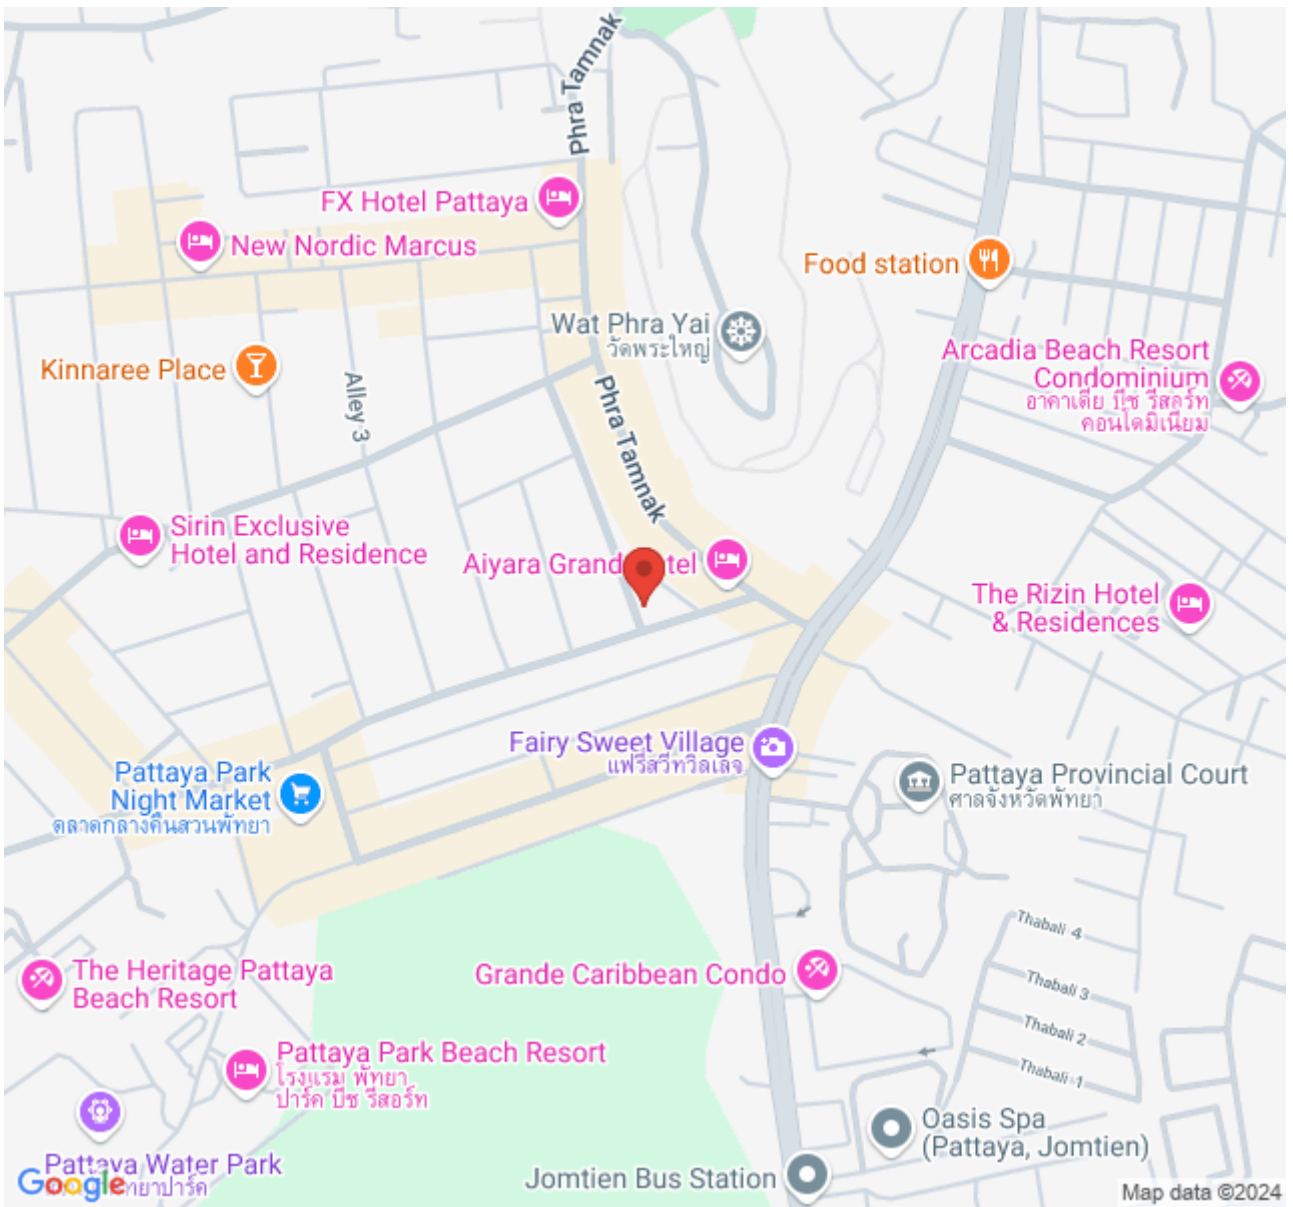 Phra Tamnak
FX Hotel Pattaya
New Nordic Marcus
Food station
Wat Phra Yai
วัดพระใหญ่
Arcadia Beach Resort
Condominium
อาคาเดีย บีช รีสอร์ท
คอนโดมิเนียม
Kinnaree Place
Alley 3
Phra Tamnak
Sirin Exclusive
Hotel and Residence
Aiyara Grand
tel
The Rizin Hotel
& Residences
Fairy Sweet Village
แฟรีสวีทวิลเลจ
Pattaya Park
Night Market
ตลาดกลางคืนสวนพัทยา
Pattaya Provincial Court
ศาลจังหวัดพัทยา
Thabali 4
The Heritage Pattaya
Beach Resort
Grande Caribbean Condo
Thabali 3
Thabali 2
Thabali 1
Pattaya Park Beach Resort
โรงแรม พัทยา
ปาร์ค บีช รีสอร์ท
Oasis Spa
(Pattaya, Jomtien)
Pattaya Water Park
Jomtien Bus Station
Google
ทยาปาร์ค
Map data ©2024